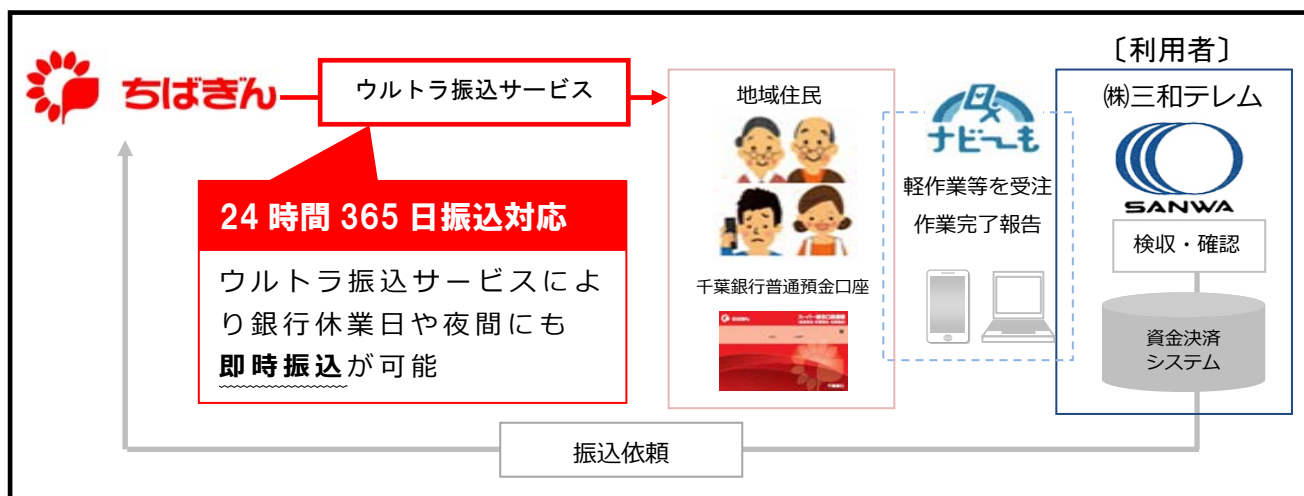 ちばぎん
ウルトラ振込サービス
24時間365日振込対応
ウルトラ振込サービスによ
り銀行休業日や夜間にも
即時振込が可能
地域住民
千葉銀行普通預金口座
ナビーも
軽作業等を受注
作業完了報告
〔利用者〕
㈱三和テレム
SANWA
検収・確認
資金決済
システム
振込依頼